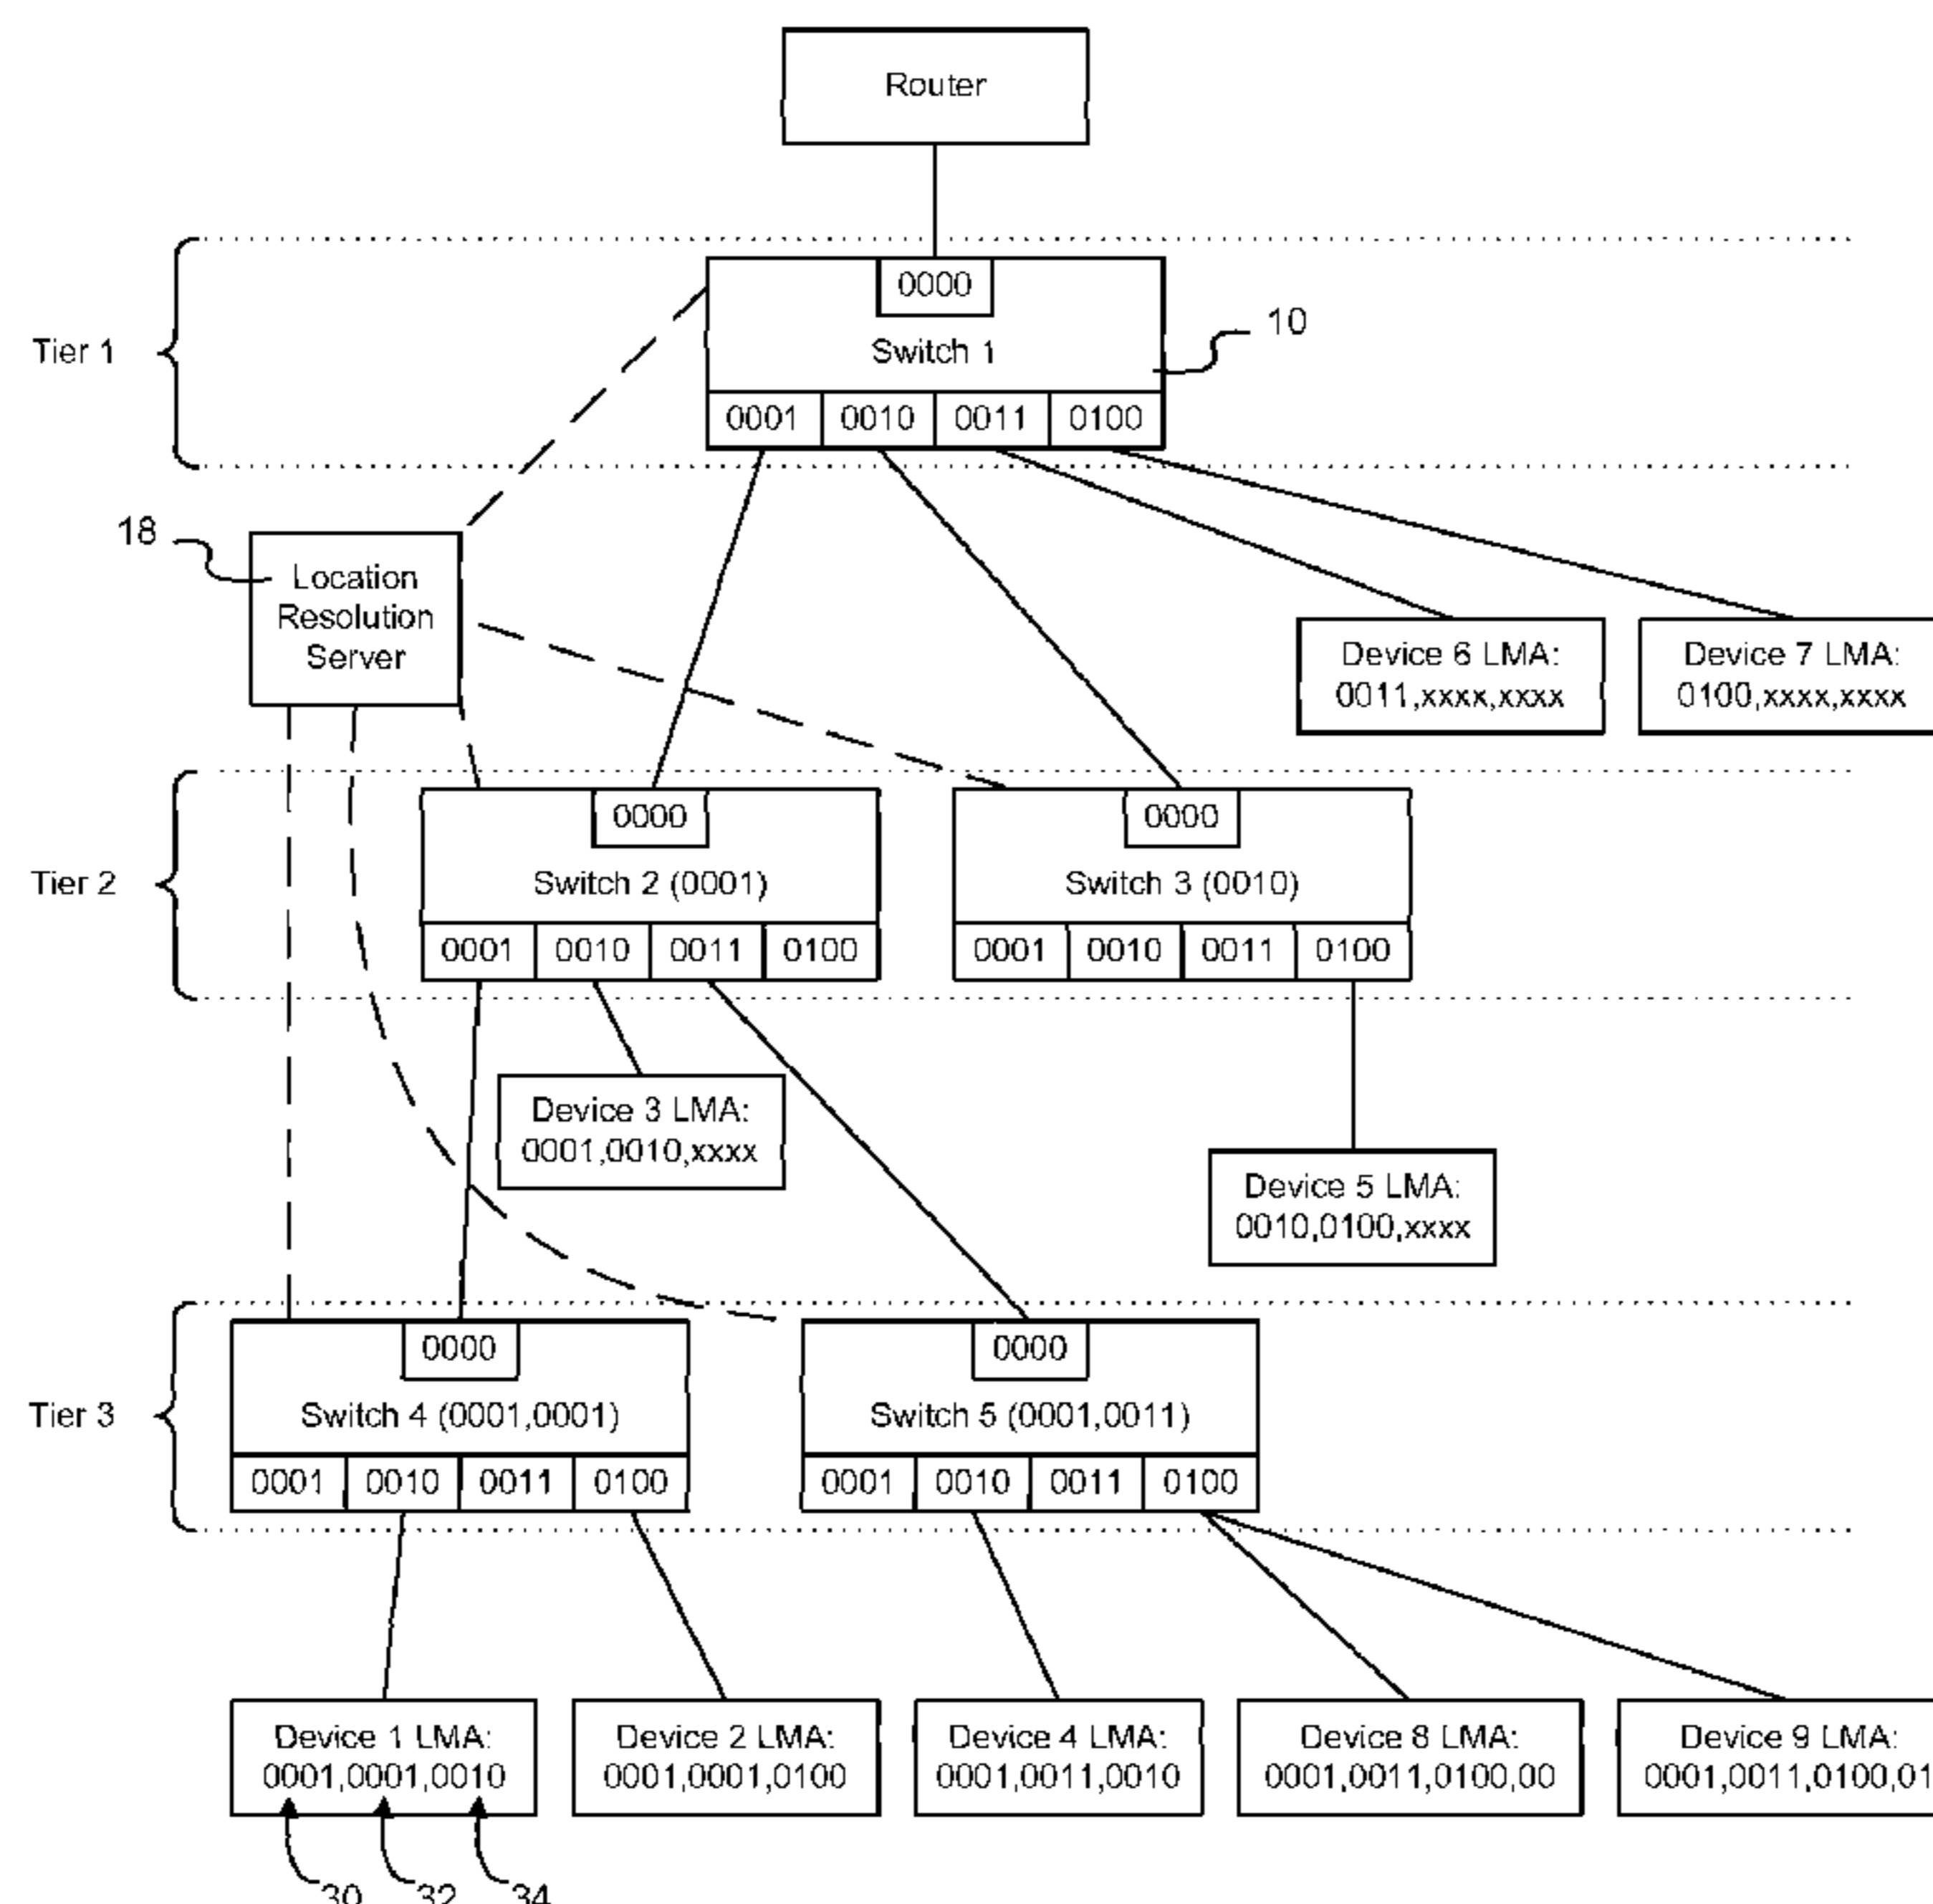 Router
0000
Tier 1
Switch 1
10
0001 0010 0011 0100
18
Location
Resolution
Server
Device 6 LMA:
0011,xxxx,xxxx
Device 7 LMA:
0100,xxxx,xxxx
0000
0000
Tier 2
Switch 2 (0001)
Switch 3 (0010)
0001 0010 0011 0100
0001 0010 0011 0100
Device 3 LMA:
0001,0010,xxxx
Device 5 LMA:
0010,0100,xxxx
0000
0000
Tier 3
Switch 4 (0001,0001)
Switch 5 (0001,0011)
0001 0010 0011 0100
0001 0010 0011 0100
Device 1 LMA:
0001,0001,0010
Device 2 LMA:
0001,0001,0100
Device 4 LMA:
0001,0011,0010
Device 8 LMA:
0001,0011,0100,00
Device 9 LMA:
0001,0011,0100,01
30 32 34